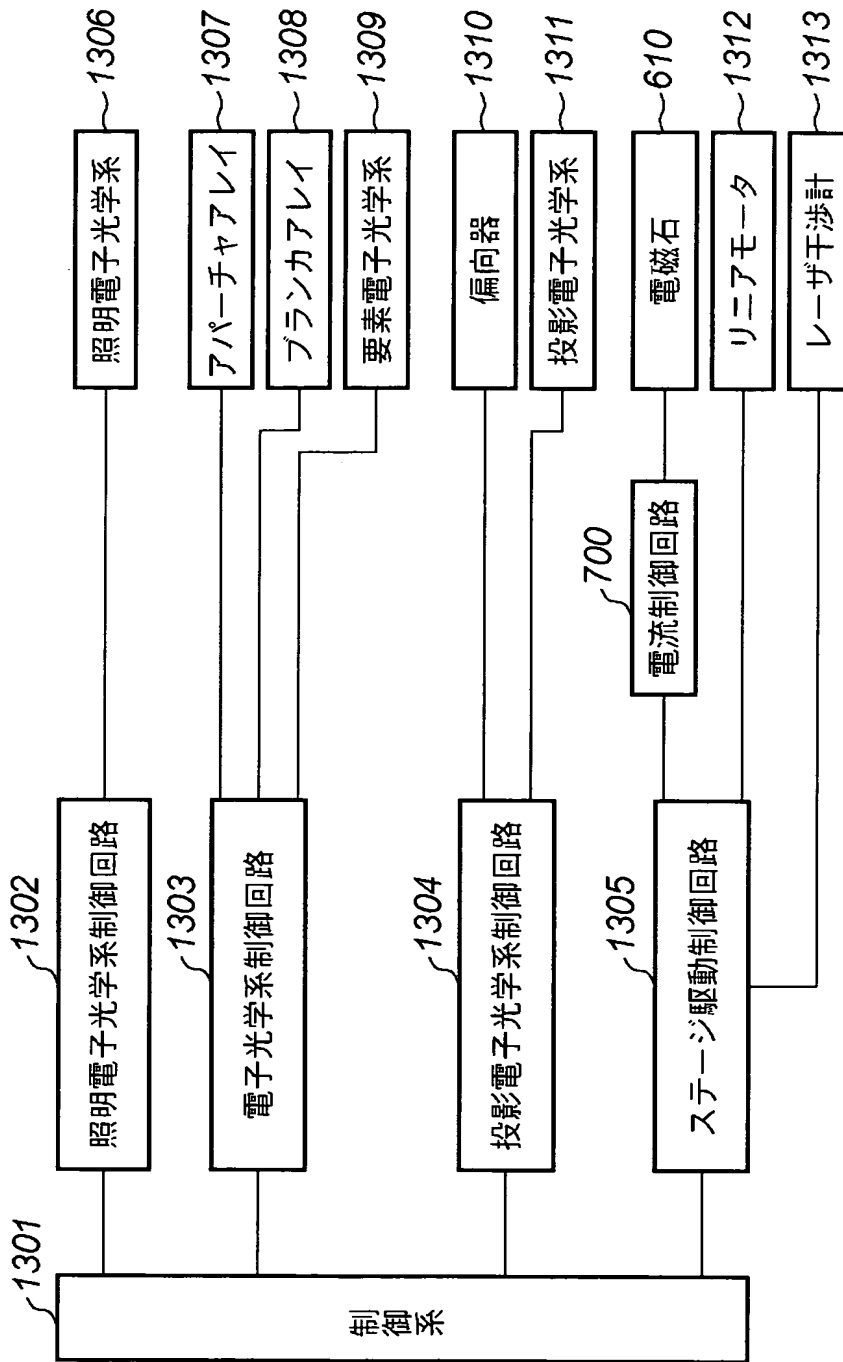 1301
制御系
1302
照明電子光学系制御回路
1306
照明電子光学系
1303
電子光学系制御回路
1307
アパーチャアレイ
1308
ブランカアレイ
1309
要素電子光学系
1304
投影電子光学系制御回路
1310
偏向器
1311
投影電子光学系
1305
ステージ駆動制御回路
700
電流制御回路
610
電磁石
1312
リニアモータ
1313
レーザ干渉計